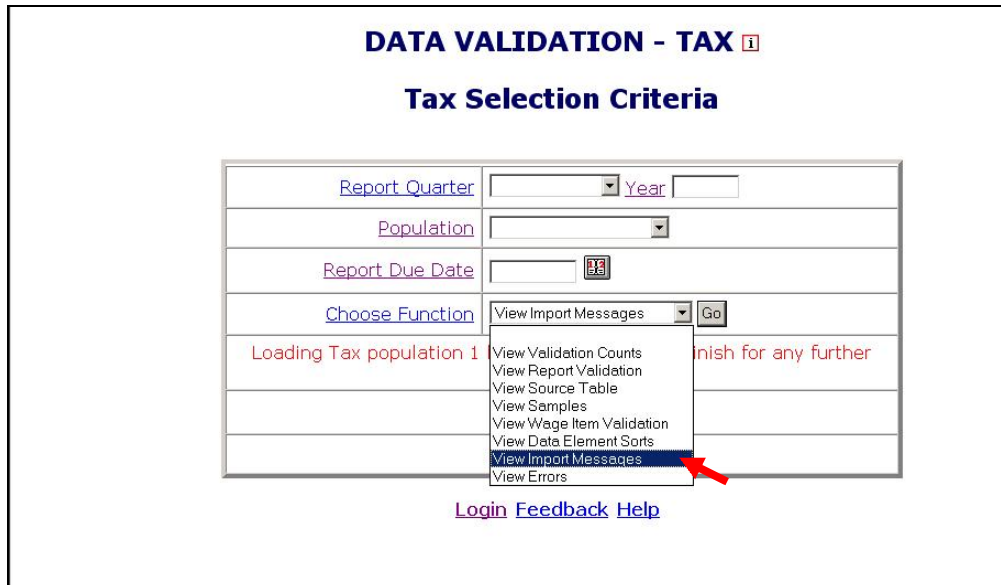 DATA VALIDATION - TAX i
Tax Selection Criteria
Report Quarter Year
Population
Report Due Date
Choose Function View Import Messages Go
Loading Tax population 1 inish for any further
View Validation Counts
View Report Validation
View Source Table
View Samples
View Wage Item Validation
View Data Element Sorts
View Import Messages
View Errors
Login Feedback Help